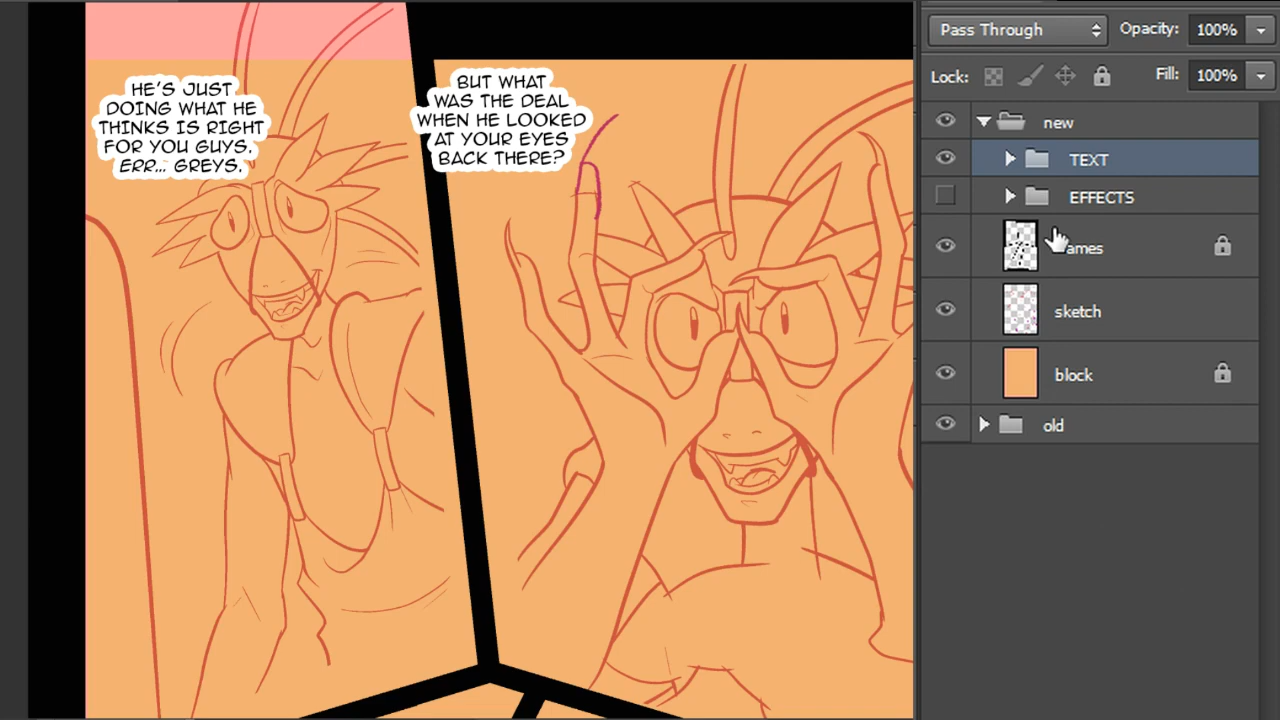 HE'S JUST
DOING WHAT HE
THINKS IS RIGHT
FOR YOU GUYS.
ERR... GREYS.
BUT WHAT
WAS THE DEAL
WHEN HE LOOKED
AT YOUR EYES
BACK THERE?
Pass Through
Opacity: 100%
Lock:
Fill: 100%
new
TEXT
EFFECTS
ames
sketch
block
old